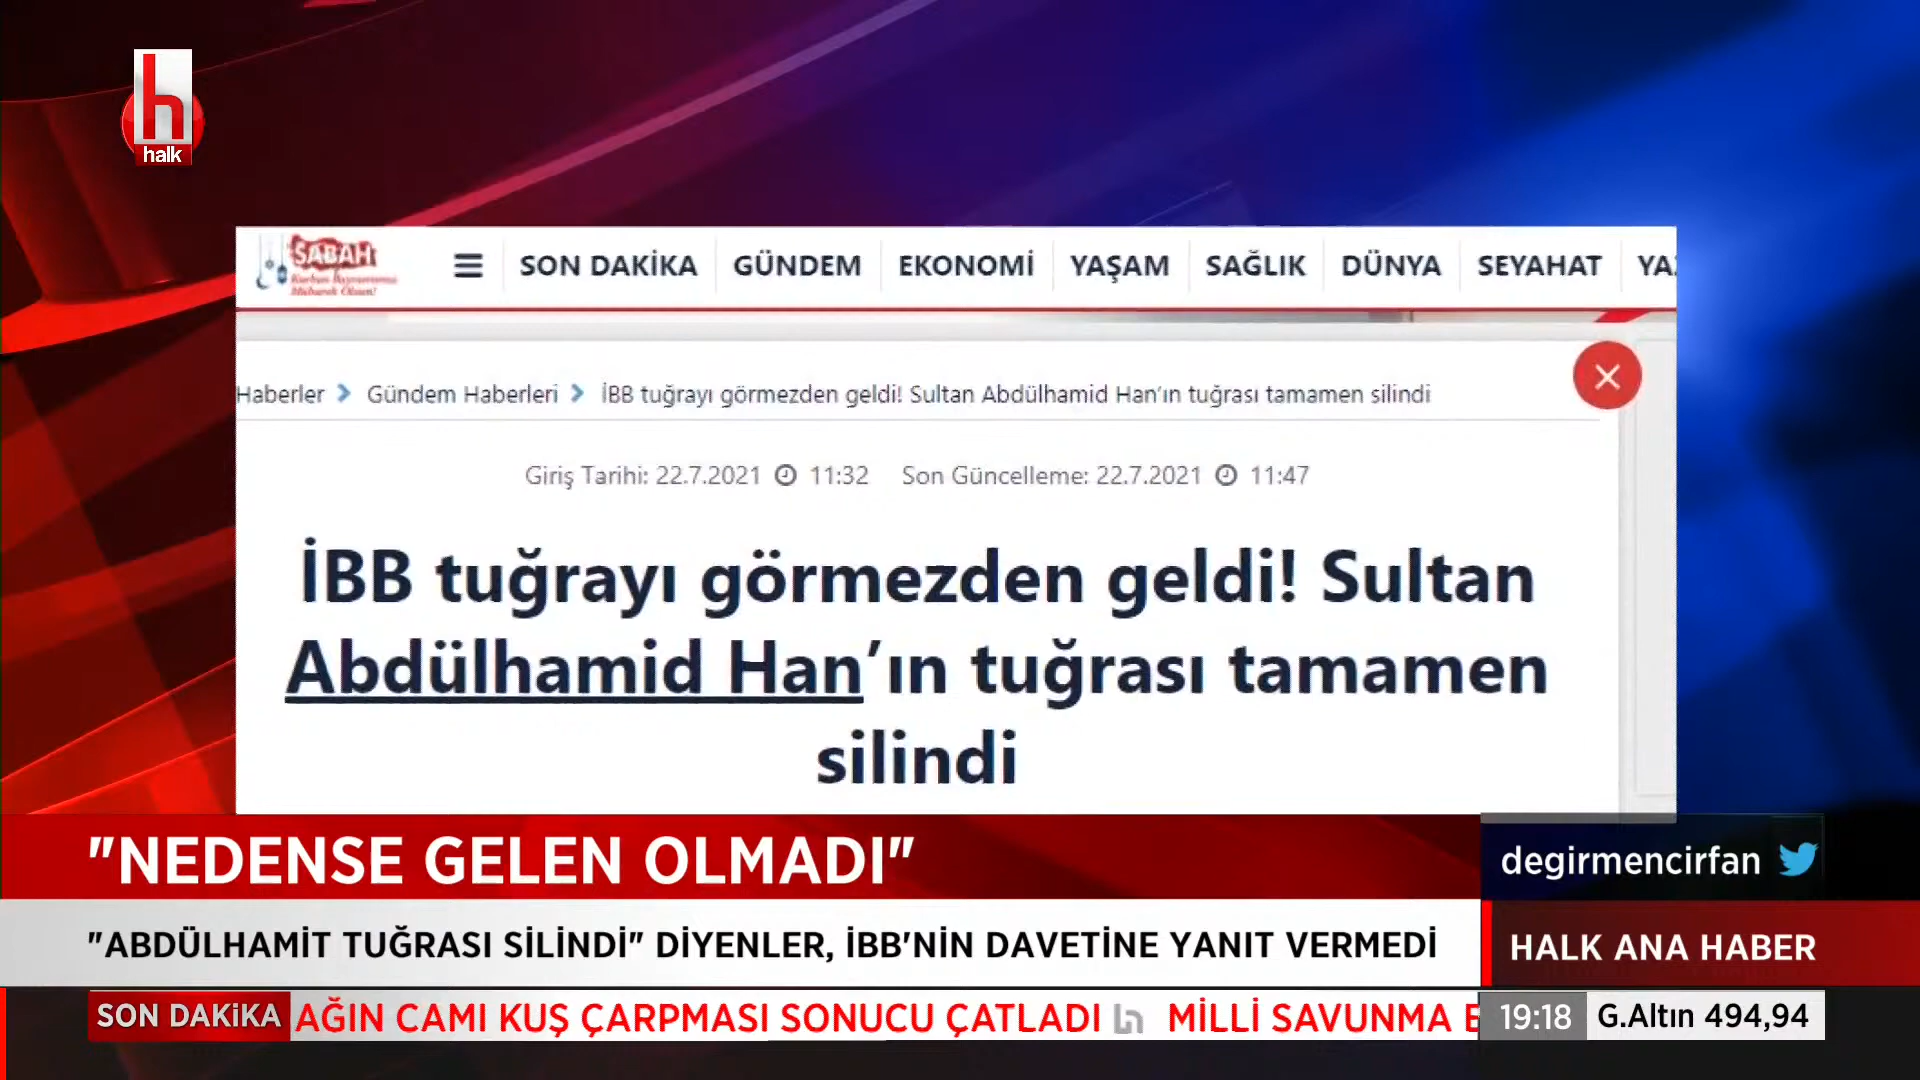 h
halk
SABAH
Kurban Bayramınız
Mübarek Olsun!
SON DAKİKA
GÜNDEM
EKONOMİ
YAŞAM
SAĞLIK
DÜNYA
SEYAHAT
Haberler > Gündem Haberleri > İBB tuğrayı görmezden geldi! Sultan Abdülhamid Han'ın tuğrası tamamen silindi
Giriş Tarihi: 22.7.2021 11:32 Son Güncelleme: 22.7.2021 11:47
İBB tuğrayı görmezden geldi! Sultan
Abdülhamid Han'ın tuğrası tamamen
silindi
"NEDENSE GELEN OLMADI"
degirmencirfan
"ABDÜLHAMİT TUĞRASI SİLİNDİ" DİYENLER, İBB'NİN DAVETİNE YANIT VERMEDİ
HALK ANA HABER
SON DAKİKA
AĞIN CAMI KUŞ ÇARPMASI SONUCU ÇATLADI h MİLLİ SAVUNMA
19:18
G.Altın 494,94